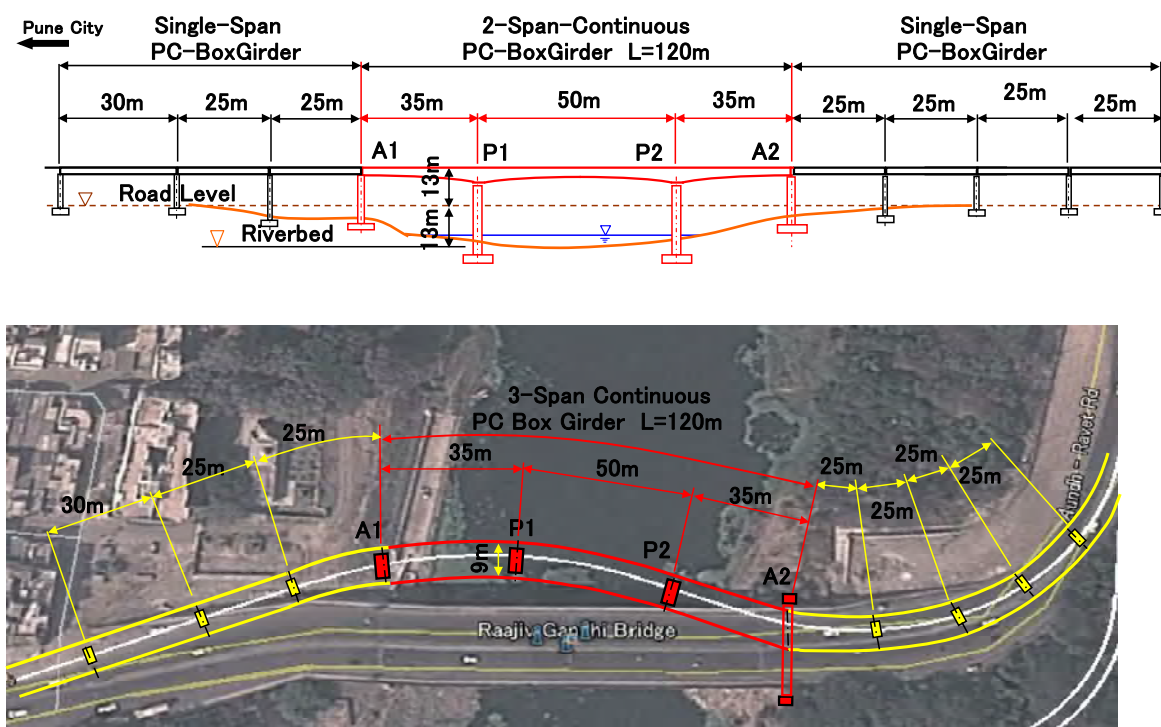 Pune City
Single-Span
PC-BoxGirder
2-Span-Continuous
PC-BoxGirder L=120m
Single-Span
PC-BoxGirder
30m
25m
25m
35m
50m
35m
25m
25m
25m
25m
A1
P1
P2
A2
13m
Road Level
13m
Riverbed
3-Span Continuous
PC Box Girder L=120m
25m
35m
25m
50m
30m
35m
25m
25m
25m
25m
Aundh - Ravet Rd
A1
P1
9m
P2
A2
Raajiv Gandhi Bridge